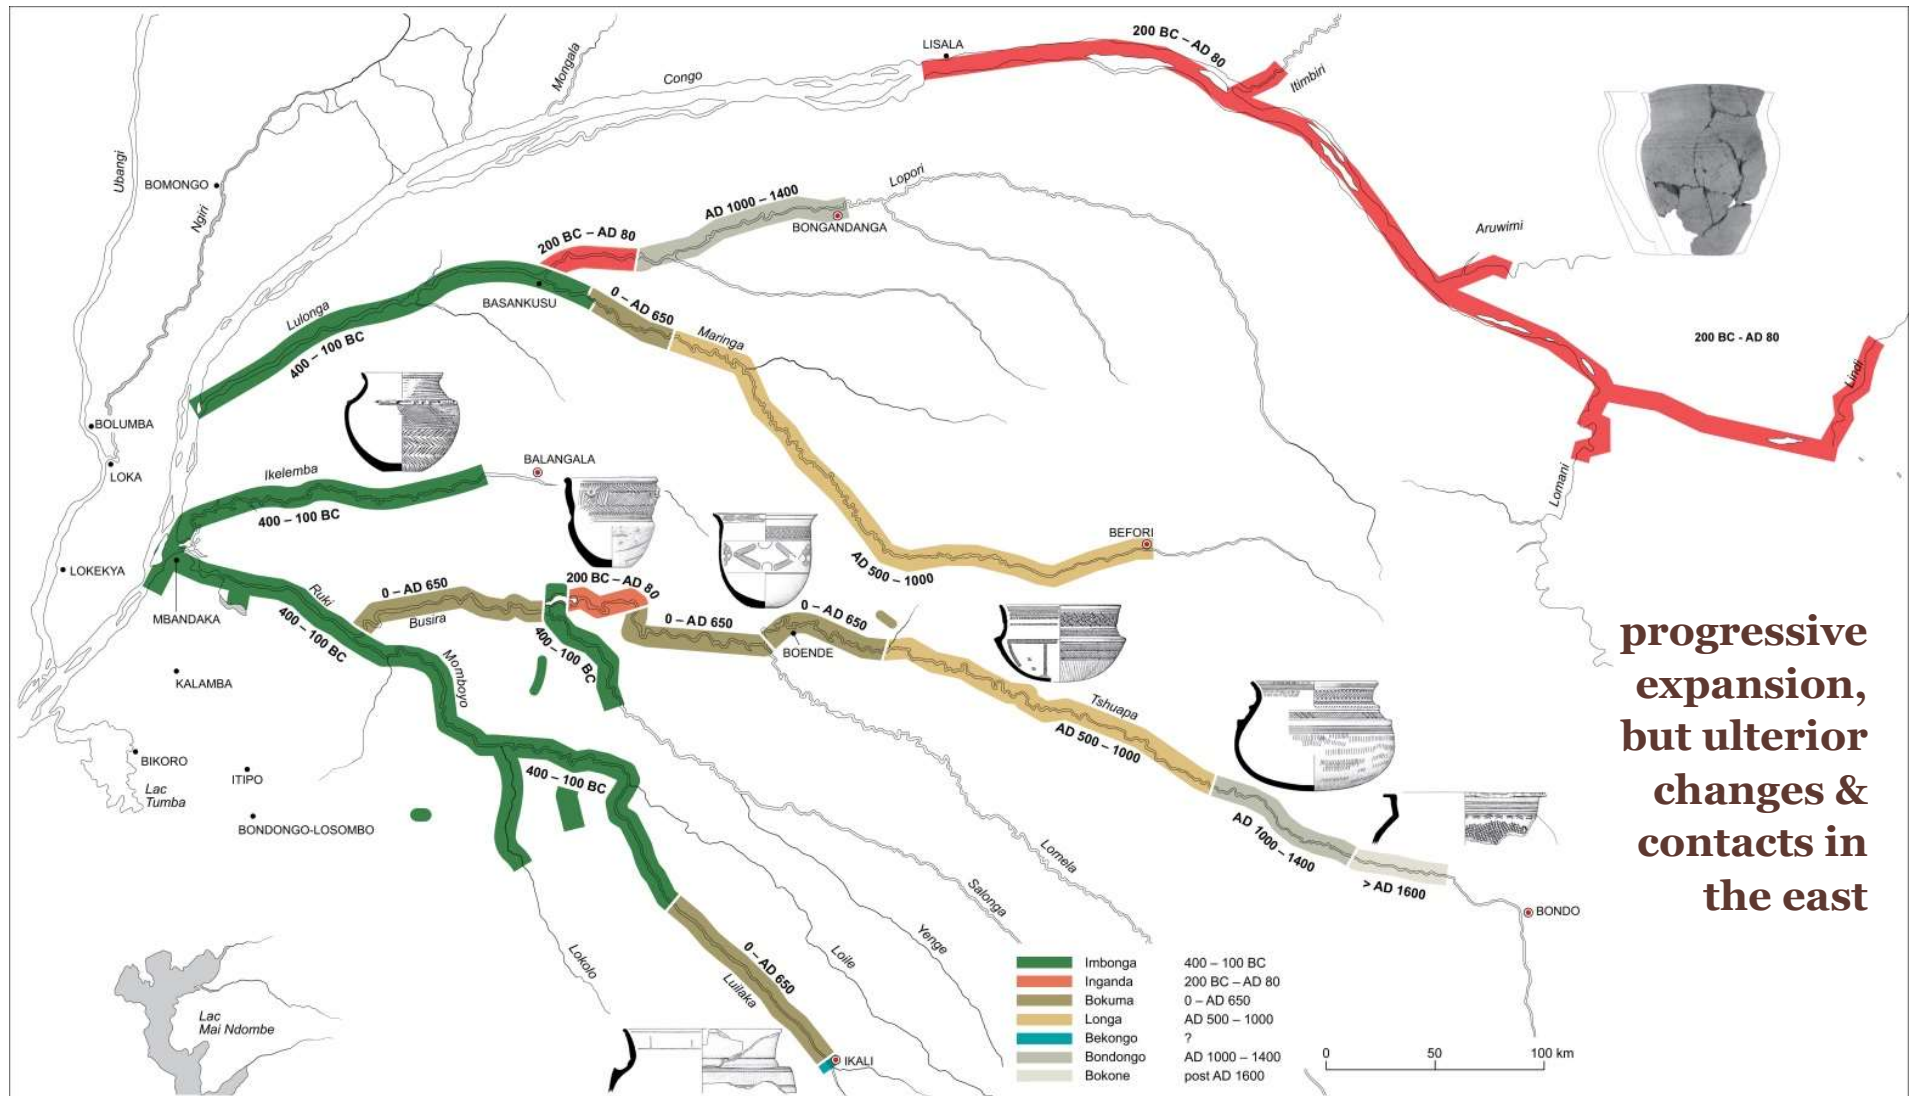 LISALA
200 BC – AD 80
Itimbiri
Congo
Mongala
Ubangi
Ngiri
BOMONGO
Lopori
AD 1000 – 1400
BONGANDANGA
200 BC – AD 80
Aruwimi
BASANKUSU
Lulonga
400 – 100 BC
0 – AD 650
Maringa
200 BC - AD 80
Lindi
BOLUMBA
LOKA
Ikelemba
400 – 100 BC
BALANGALA
Lomani
BEFORI
AD 500 – 1000
LOKEKYA
MBANDAKA
Ruki
400 – 100 BC
0 – AD 650
Busira
200 BC – AD 80
400 – 100 BC
0 – AD 650
0 – AD 650
BOENDE
KALAMBA
Momboyo
Tshuapa
AD 500 – 1000
progressive
expansion,
but ulterior
changes &
contacts in
the east
BIKORO
Lac
Tumba
ITIPO
BONDONGO-LOSOMBO
400 – 100 BC
AD 1000 – 1400
> AD 1600
BONDO
Lomela
Salonga
Yenge
Loile
Lokolo
0 – AD 650
Luilaka
IKALI
Lac
Mai Ndombe
Imbonga 400 – 100 BC
Inganda 200 BC – AD 80
Bokuma 0 – AD 650
Longa AD 500 – 1000
Bekongo ?
Bondongo AD 1000 – 1400
Bokone post AD 1600
0 50 100 km